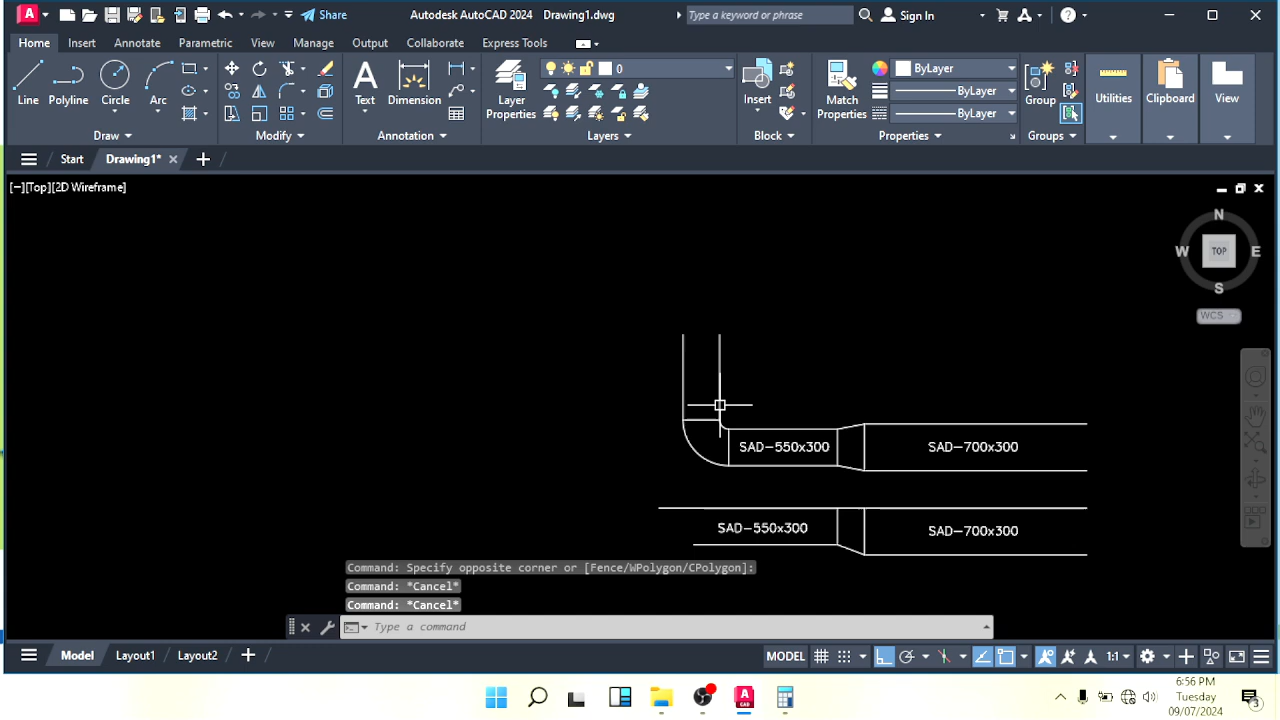 A CAD Share Autodesk AutoCAD 2024 Drawing1.dwg Type a keyword or phrase Sign In
Home Insert Annotate Parametric View Manage Output Collaborate Express Tools
Line Polyline Circle Arc
Text Dimension
Layer Properties
0
Insert
Match Properties
ByLayer
ByLayer
ByLayer
Group
Utilities
Clipboard
View
Draw Modify Annotation Layers Block Properties Groups
Start Drawing1*
[−][Top][2D Wireframe]
N
W TOP E
S
WCS
SAD-550x300 SAD-700x300
SAD-550x300 SAD-700x300
Command: Specify opposite corner or [Fence/WPolygon/CPolygon]:
Command: *Cancel*
Command: *Cancel*
Type a command
Model Layout1 Layout2 MODEL 1:1
A CAD
6:56 PM
Tuesday
09/07/2024
3